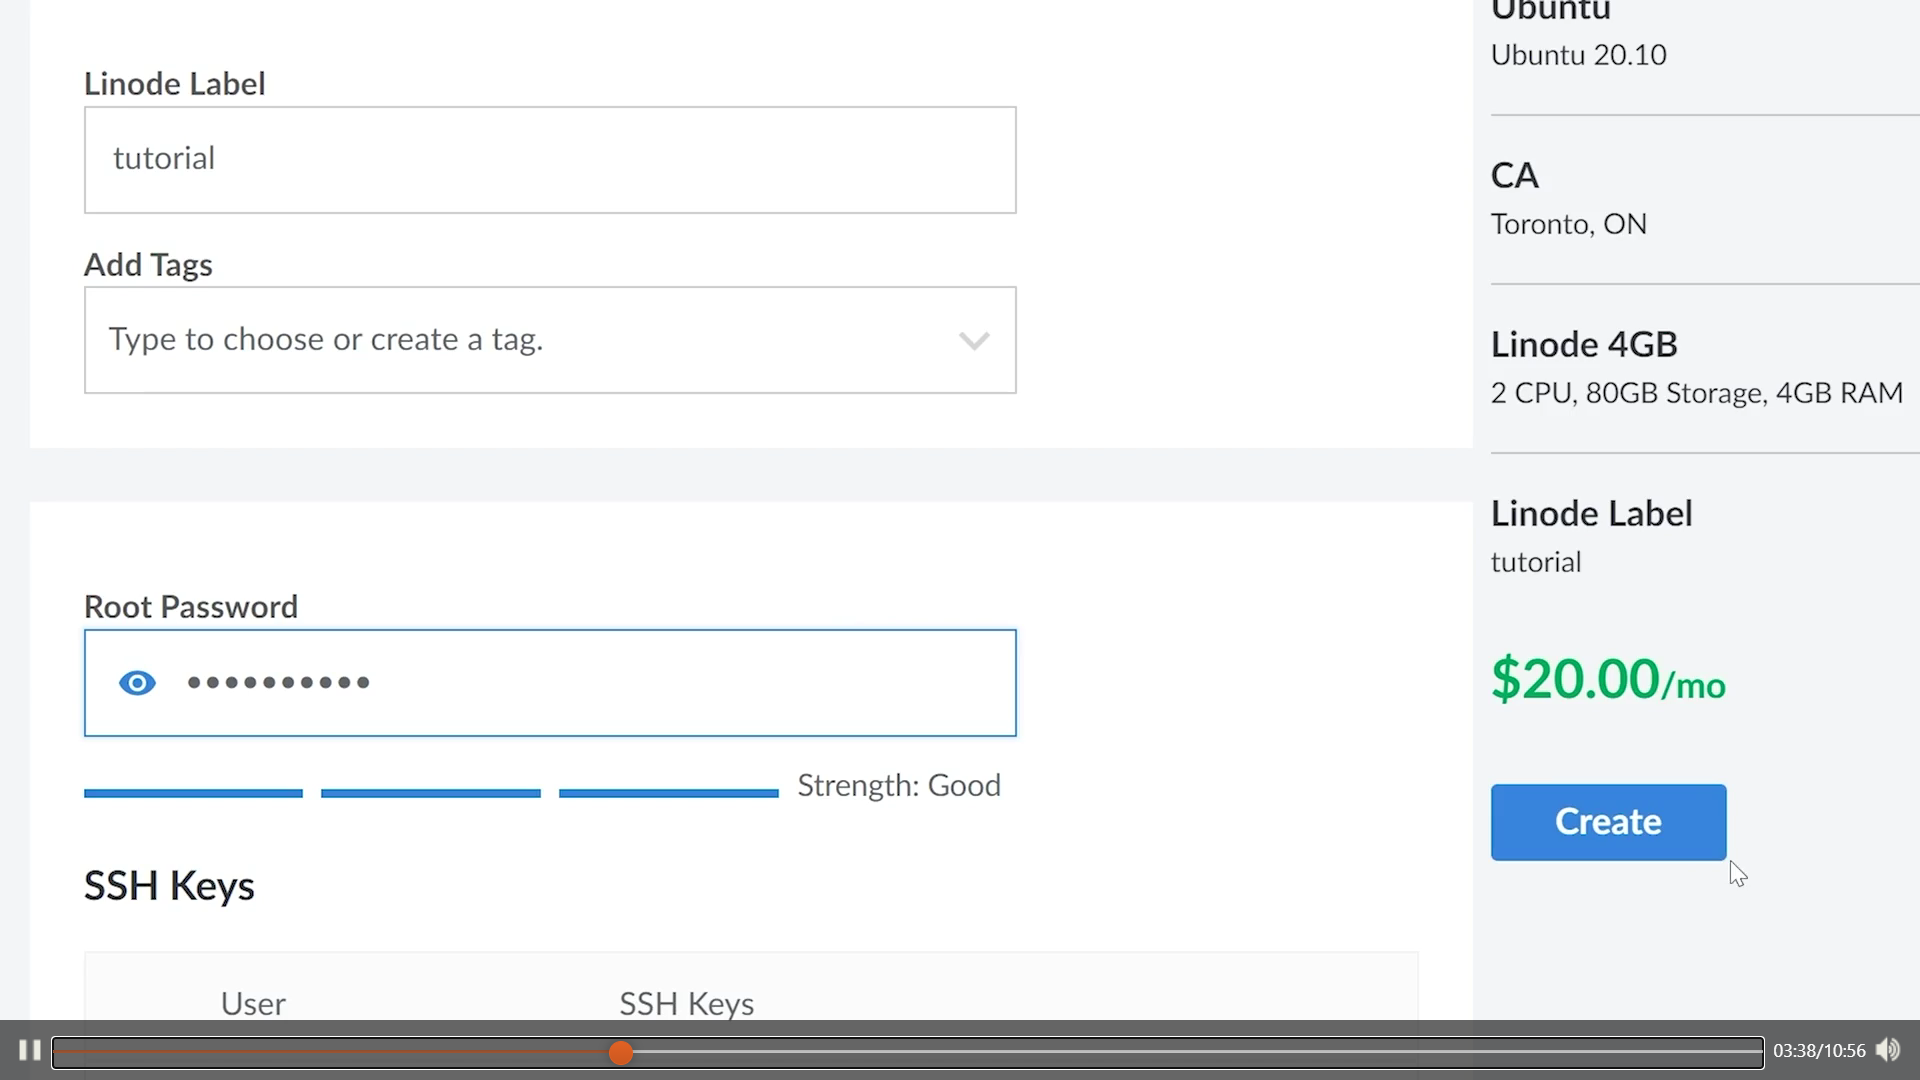 Linode Label
tutorial
Add Tags
Type to choose or create a tag.
Root Password
••••••••••
Strength: Good
SSH Keys
User SSH Keys
Ubuntu
Ubuntu 20.10
CA
Toronto, ON
Linode 4GB
2 CPU, 80GB Storage, 4GB RAM
Linode Label
tutorial
$20.00/mo
Create
03:38/10:56